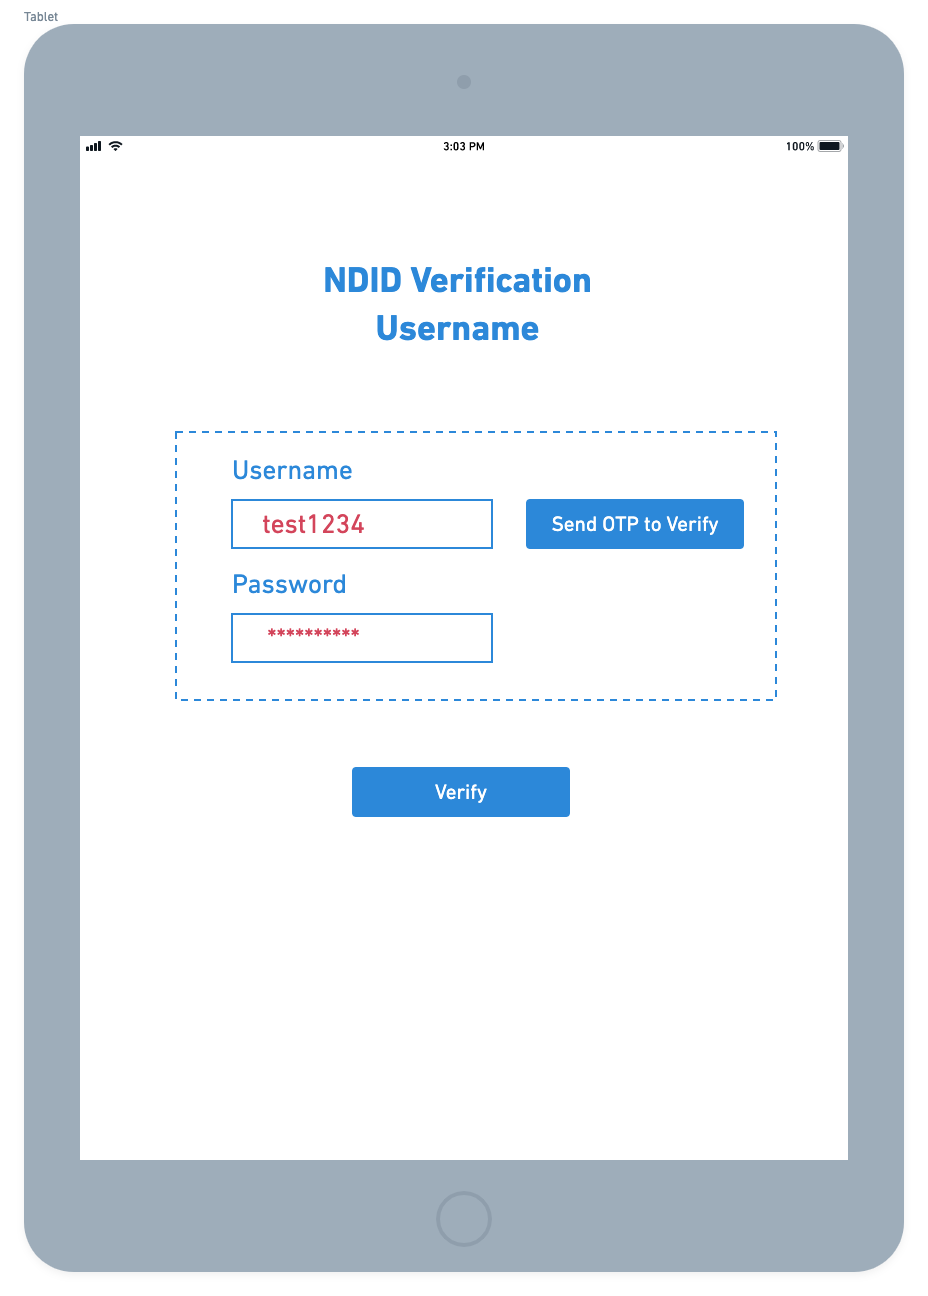 Tablet
3:03 PM
100%
NDID Verification
Username
Username
test1234
Send OTP to Verify
Password
**********
Verify